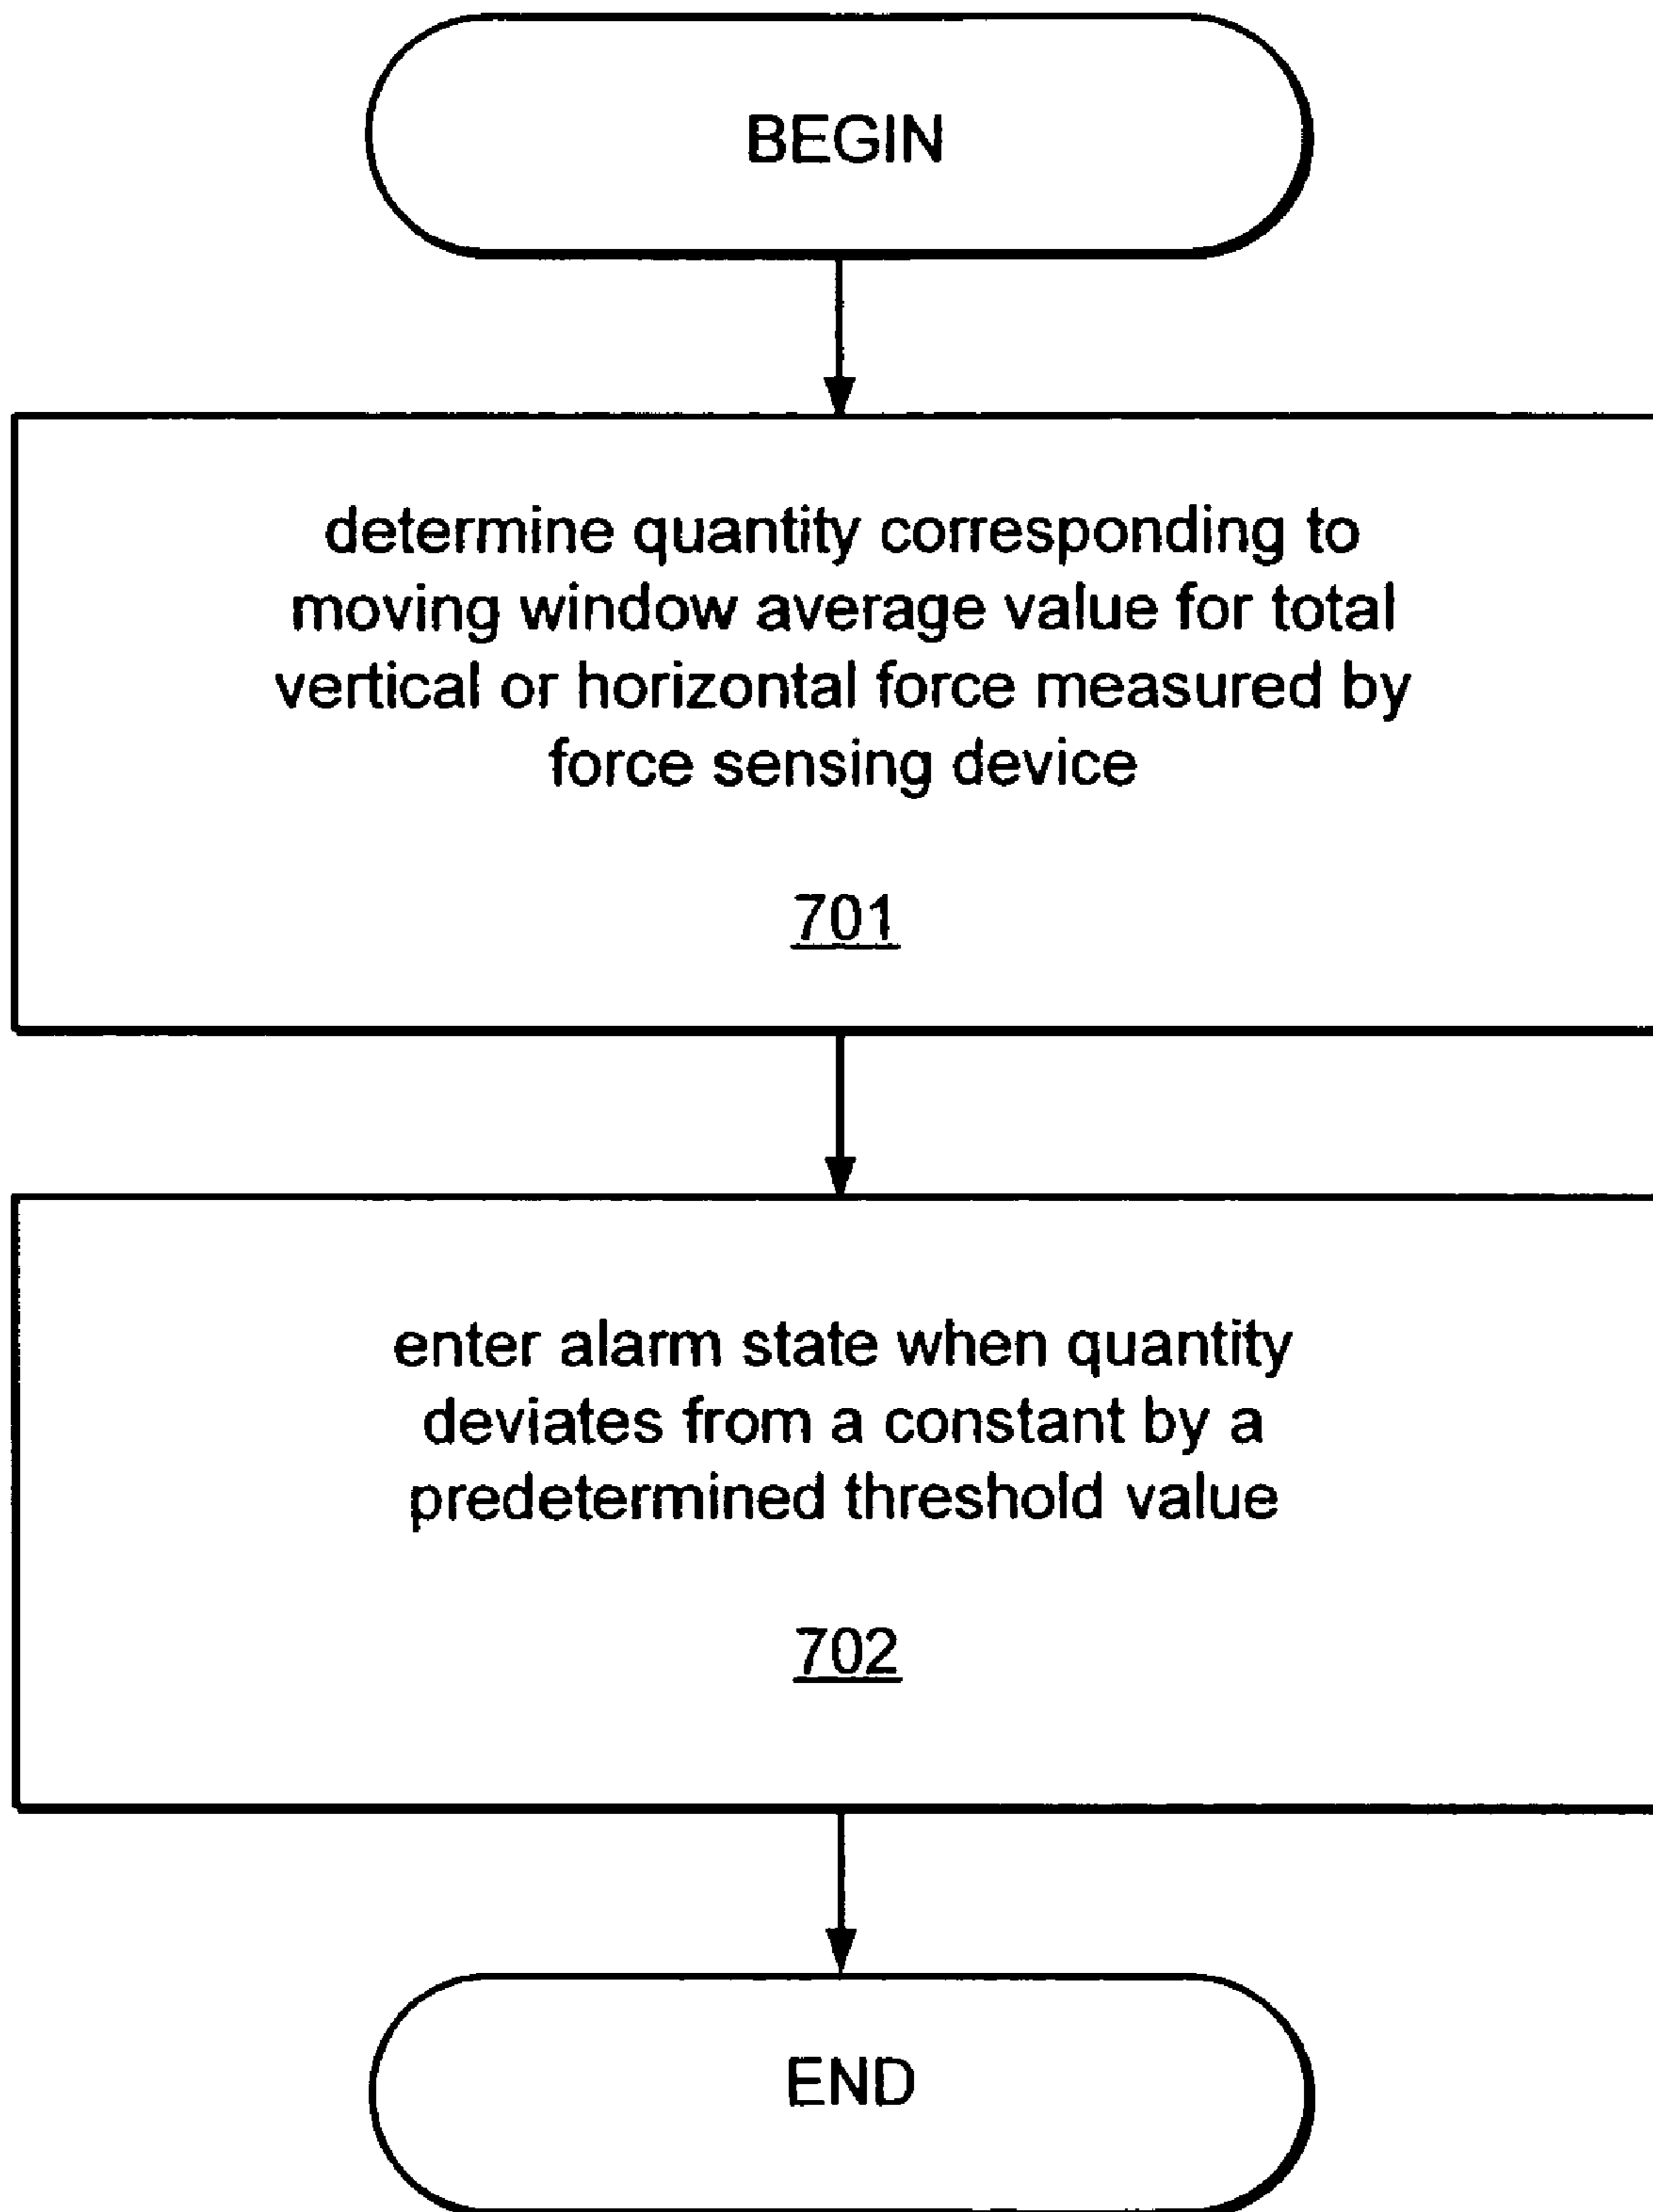 BEGIN
determine quantity corresponding to
moving window average value for total
vertical or horizontal force measured by
force sensing device
701
enter alarm state when quantity
deviates from a constant by a
predetermined threshold value
702
END